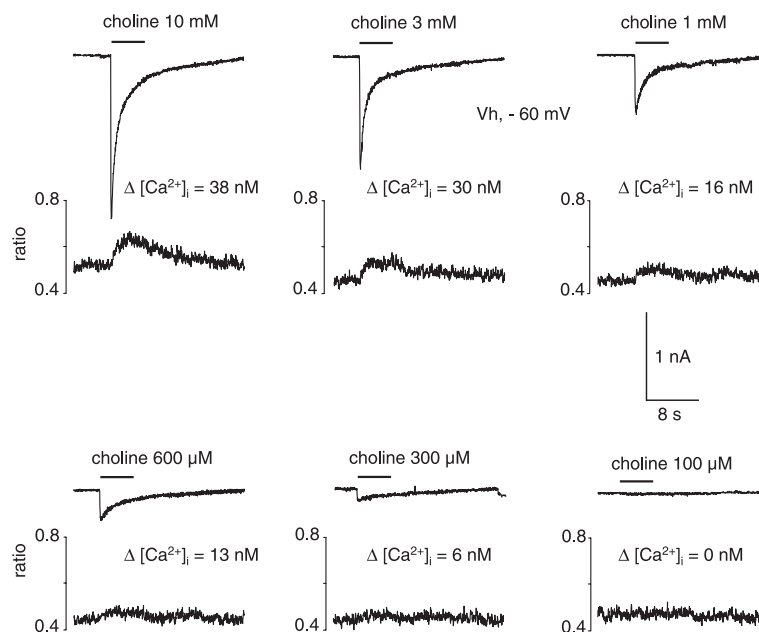 choline 10 mM
choline 3 mM
choline 1 mM
Vh, - 60 mV
Δ [Ca²⁺]ᵢ = 38 nM
Δ [Ca²⁺]ᵢ = 30 nM
Δ [Ca²⁺]ᵢ = 16 nM
0.8
0.8
0.8
ratio
0.4
0.4
0.4
1 nA
8 s
choline 600 µM
choline 300 µM
choline 100 µM
0.8
0.8
0.8
ratio
Δ [Ca²⁺]ᵢ = 13 nM
Δ [Ca²⁺]ᵢ = 6 nM
Δ [Ca²⁺]ᵢ = 0 nM
0.4
0.4
0.4